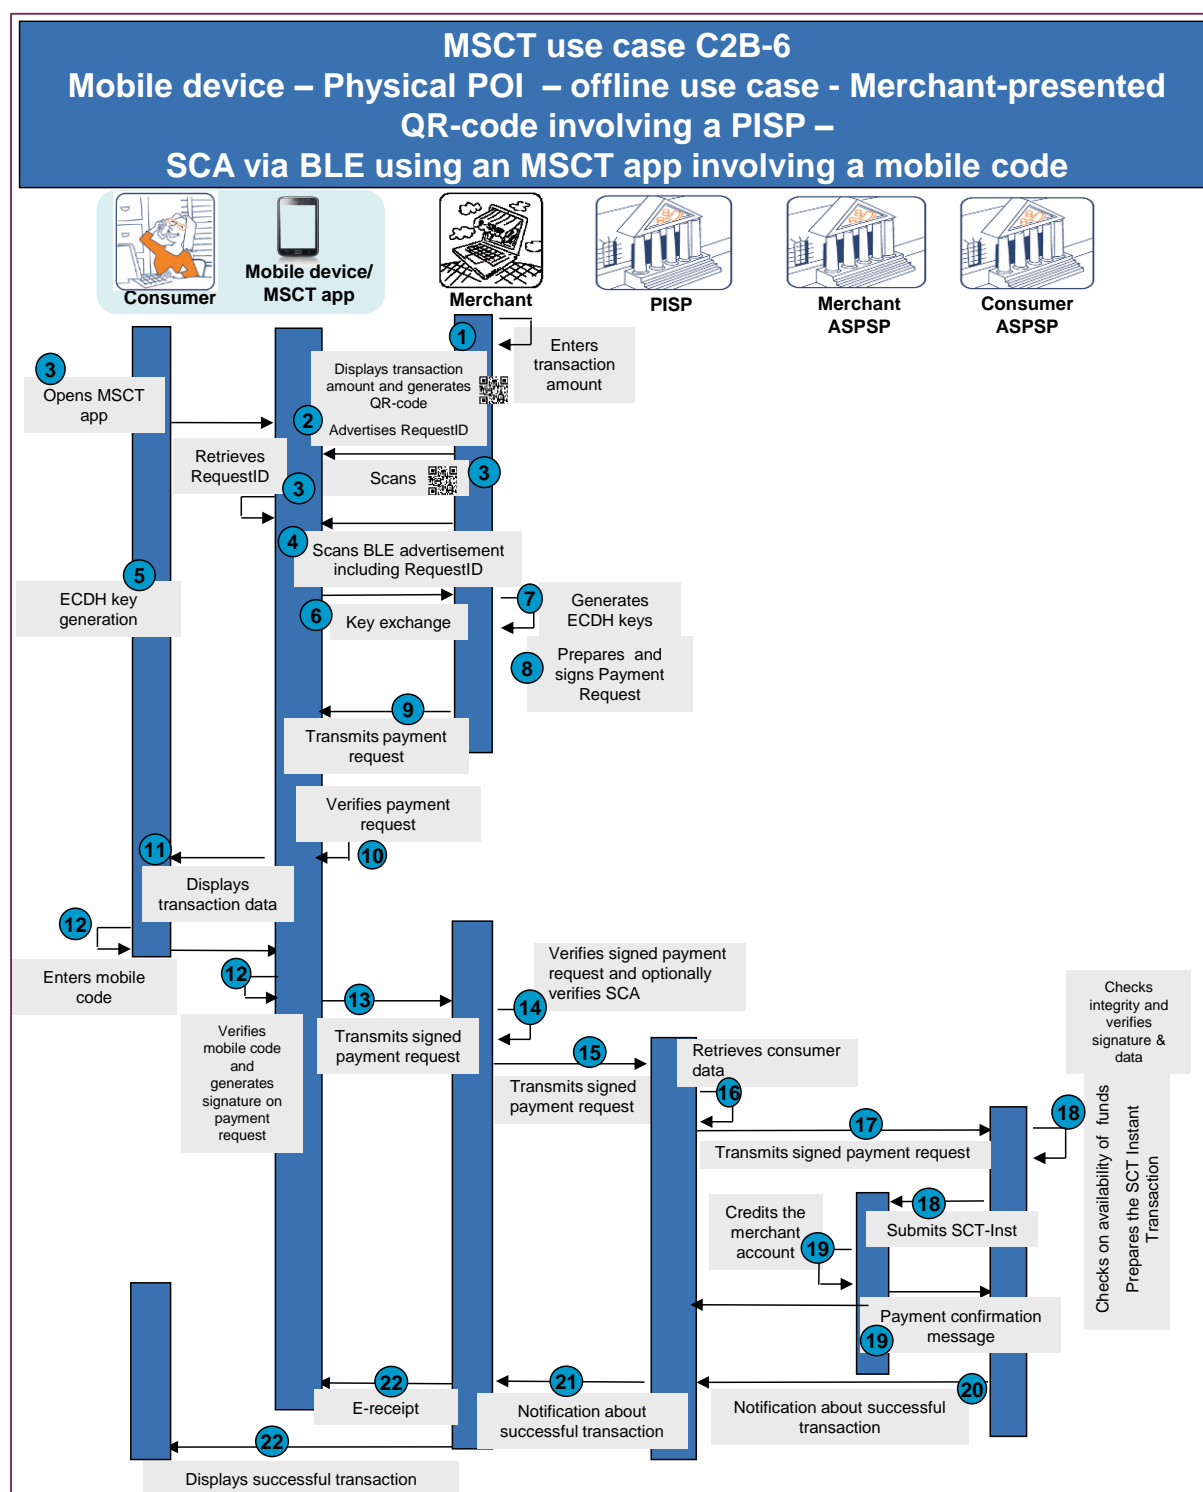 MSCT use case C2B-6
Mobile device – Physical POI – offline use case - Merchant-presented
QR-code involving a PISP –
SCA via BLE using an MSCT app involving a mobile code
Consumer
Mobile device/
MSCT app
Merchant
PISP
Merchant
ASPSP
Consumer
ASPSP
1
Enters
transaction
amount
3
Opens MSCT
app
Displays transaction
amount and generates
QR-code
2
Advertises RequestID
Retrieves
RequestID
3
Scans
3
4
Scans BLE advertisement
including RequestID
5
ECDH key
generation
6
Key exchange
7
Generates
ECDH keys
8
Prepares and
signs Payment
Request
9
Transmits payment
request
Verifies payment
request
10
11
Displays
transaction data
12
Enters mobile
code
12
Verifies
mobile code
and
generates
signature on
payment
request
13
Transmits signed
payment request
Verifies signed payment
request and optionally
verifies SCA
14
15
Transmits signed
payment request
Retrieves consumer
data
16
17
Transmits signed payment request
Checks
integrity and
verifies
signature &
data
18
Checks on availability of funds
Prepares the SCT Instant
Transaction
18
Submits SCT-Inst
Credits the
merchant
account
19
Payment confirmation
message
19
20
Notification about successful
transaction
21
Notification about
successful transaction
22
E-receipt
22
Displays successful transaction